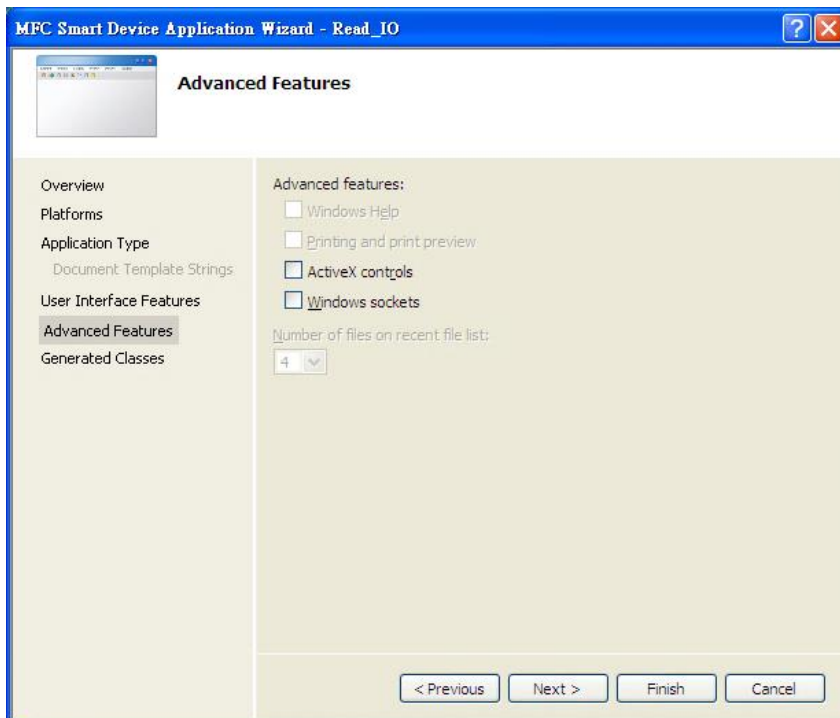 MFC Smart Device Application Wizard - Read_IO
Advanced Features
Overview
Platforms
Application Type
Document Template Strings
User Interface Features
Advanced Features
Generated Classes
Advanced features:
Windows Help
Printing and print preview
ActiveX controls
Windows sockets
Number of files on recent file list:
4
< Previous
Next >
Finish
Cancel